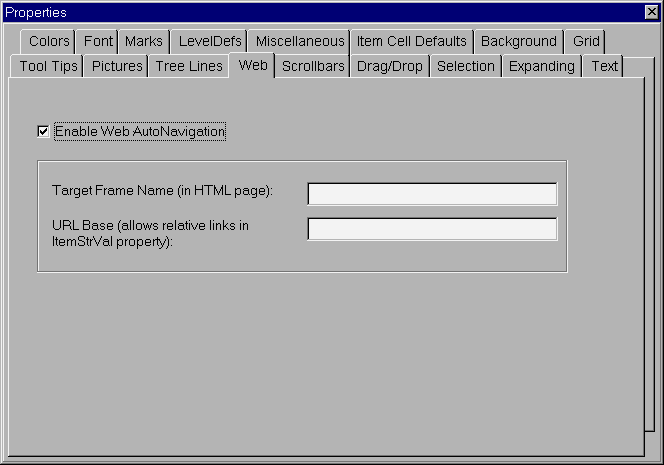 Properties
Colors Font Marks LevelDefs Miscellaneous Item Cell Defaults Background Grid
Tool Tips Pictures Tree Lines Web Scrollbars Drag/Drop Selection Expanding Text
Enable Web AutoNavigation
Target Frame Name (in HTML page):
URL Base (allows relative links in
ItemStrVal property):